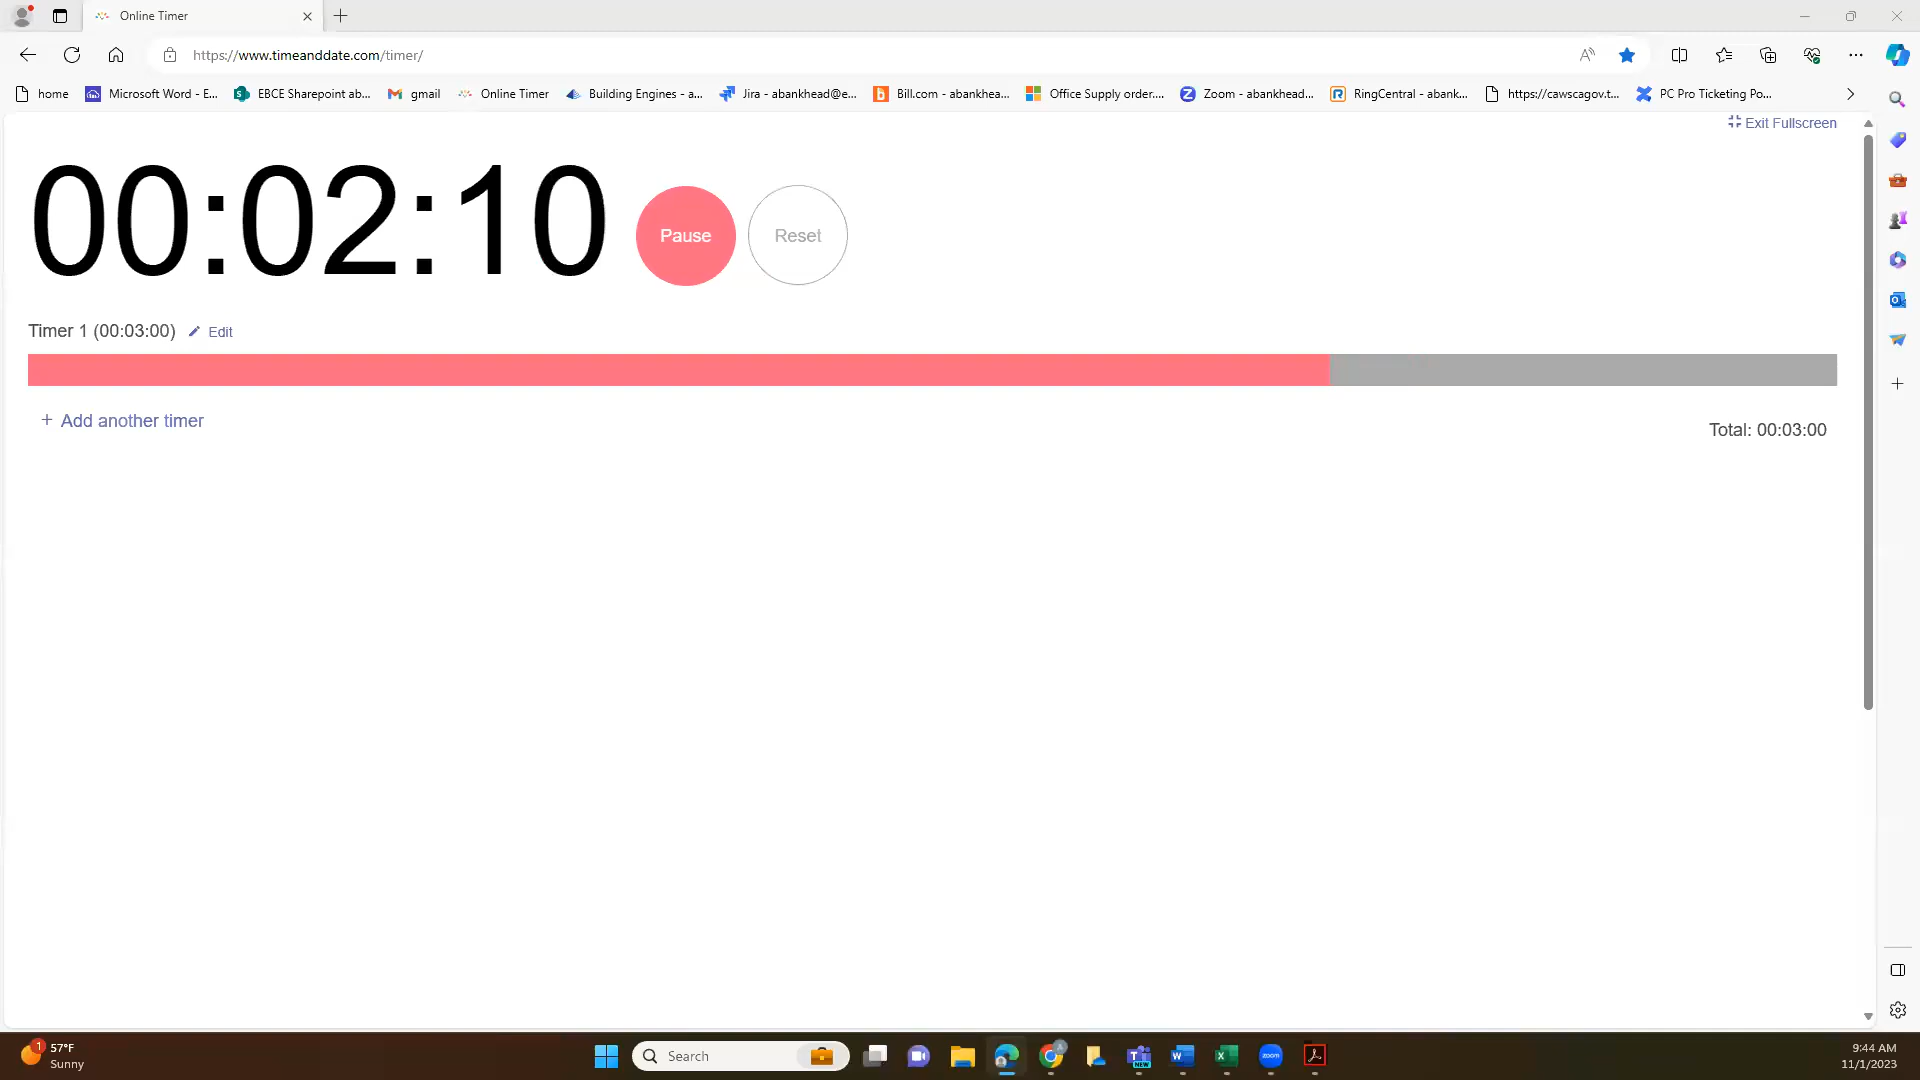 Online Timer
https://www.timeanddate.com/timer/
home Microsoft Word - E... EBCE Sharepoint ab... gmail Online Timer Building Engines - a... Jira - abankhead@e... Bill.com - abankhea... Office Supply order.... Zoom - abankhead... RingCentral - abank... https://cawscagov.t... PC Pro Ticketing Po...
Exit Fullscreen
00:02:10 Pause Reset
Timer 1 (00:03:00) Edit
+ Add another timer
Total: 00:03:00
1 57°F
Sunny
Search
NEW
zoom
9:44 AM
11/1/2023